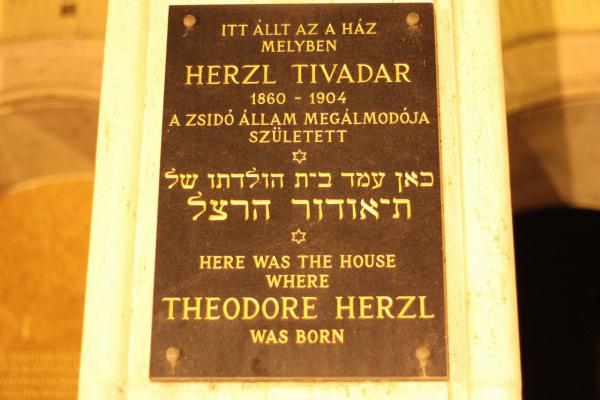 ITT ÁLLT AZ A HÁZ
MELYBEN
HERZL TIVADAR
1860 - 1904
A ZSIDÓ ÁLLAM MEGÁLMODÓJA
SZÜLETETT
כאן עמד בית הולדתו של
תיאודור הרצל
HERE WAS THE HOUSE
WHERE
THEODORE HERZL
WAS BORN